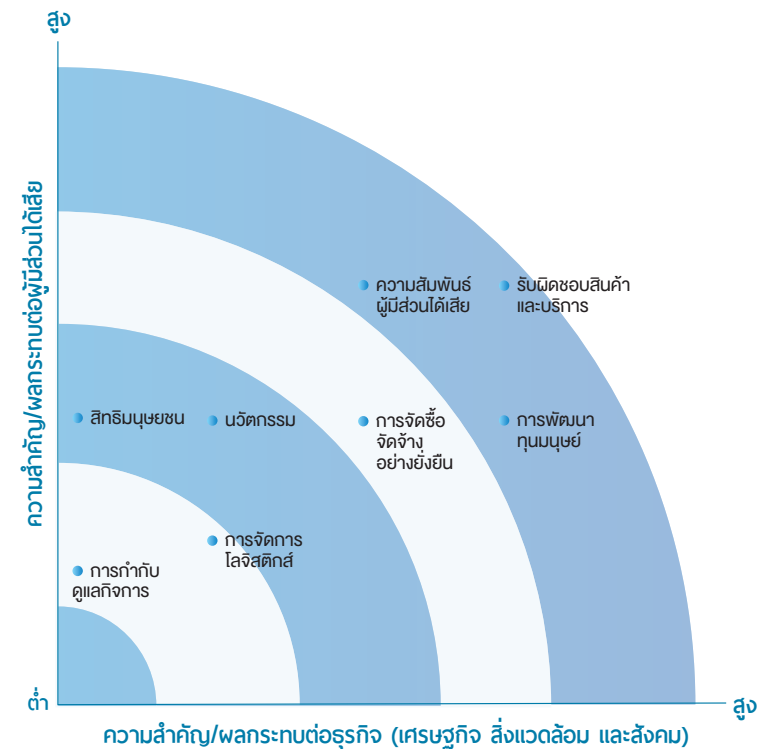 สูง
ความสำคัญ/ผลกระทบต่อผู้มีส่วนได้เสีย
ความสัมพันธ์
ผู้มีส่วนได้เสีย
รับผิดชอบสินค้า
และบริการ
สิทธิมนุษยชน
นวัตกรรม
การจัดซื้อ
จัดจ้าง
อย่างยั่งยืน
การพัฒนา
ทุนมนุษย์
การจัดการ
โลจิสติกส์
การกำกับ
ดูแลกิจการ
ต่ำ
สูง
ความสำคัญ/ผลกระทบต่อธุรกิจ (เศรษฐกิจ สิ่งแวดล้อม และสังคม)